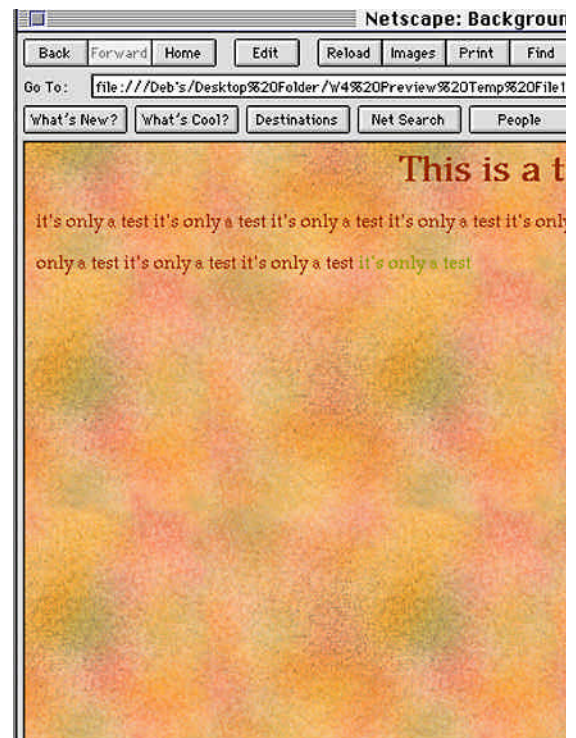 Netscape: Backgroun
Back Forward Home Edit Reload Images Print Find
Go To: file:///Deb's/Desktop%20Folder/W4%20Preview%20Temp%20File1
What's New? What's Cool? Destinations Net Search People
This is a t
it's only a test it's only a test it's only a test it's only a test it's only
only a test it's only a test it's only a test it's only a test